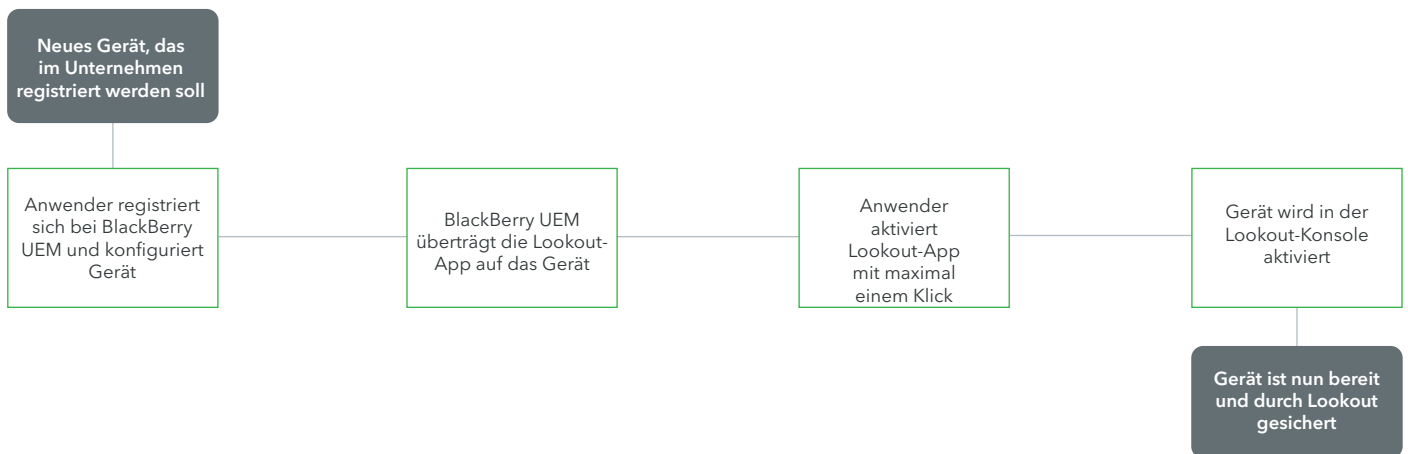 Neues Gerät, das
im Unternehmen
registriert werden soll
Anwender registriert
sich bei BlackBerry
UEM und konfiguriert
Gerät
BlackBerry UEM
überträgt die Lookout-
App auf das Gerät
Anwender
aktiviert
Lookout-App
mit maximal
einem Klick
Gerät wird in der
Lookout-Konsole
aktiviert
Gerät ist nun bereit
und durch Lookout
gesichert